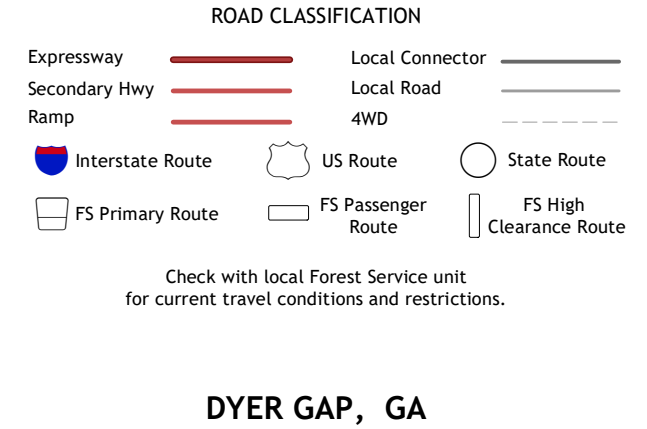 ROAD CLASSIFICATION
Expressway
Local Connector
Secondary Hwy
Local Road
Ramp
4WD
Interstate Route
US Route
State Route
FS Primary Route
FS Passenger
Route
FS High
Clearance Route
Check with local Forest Service unit
for current travel conditions and restrictions.
DYER GAP, GA